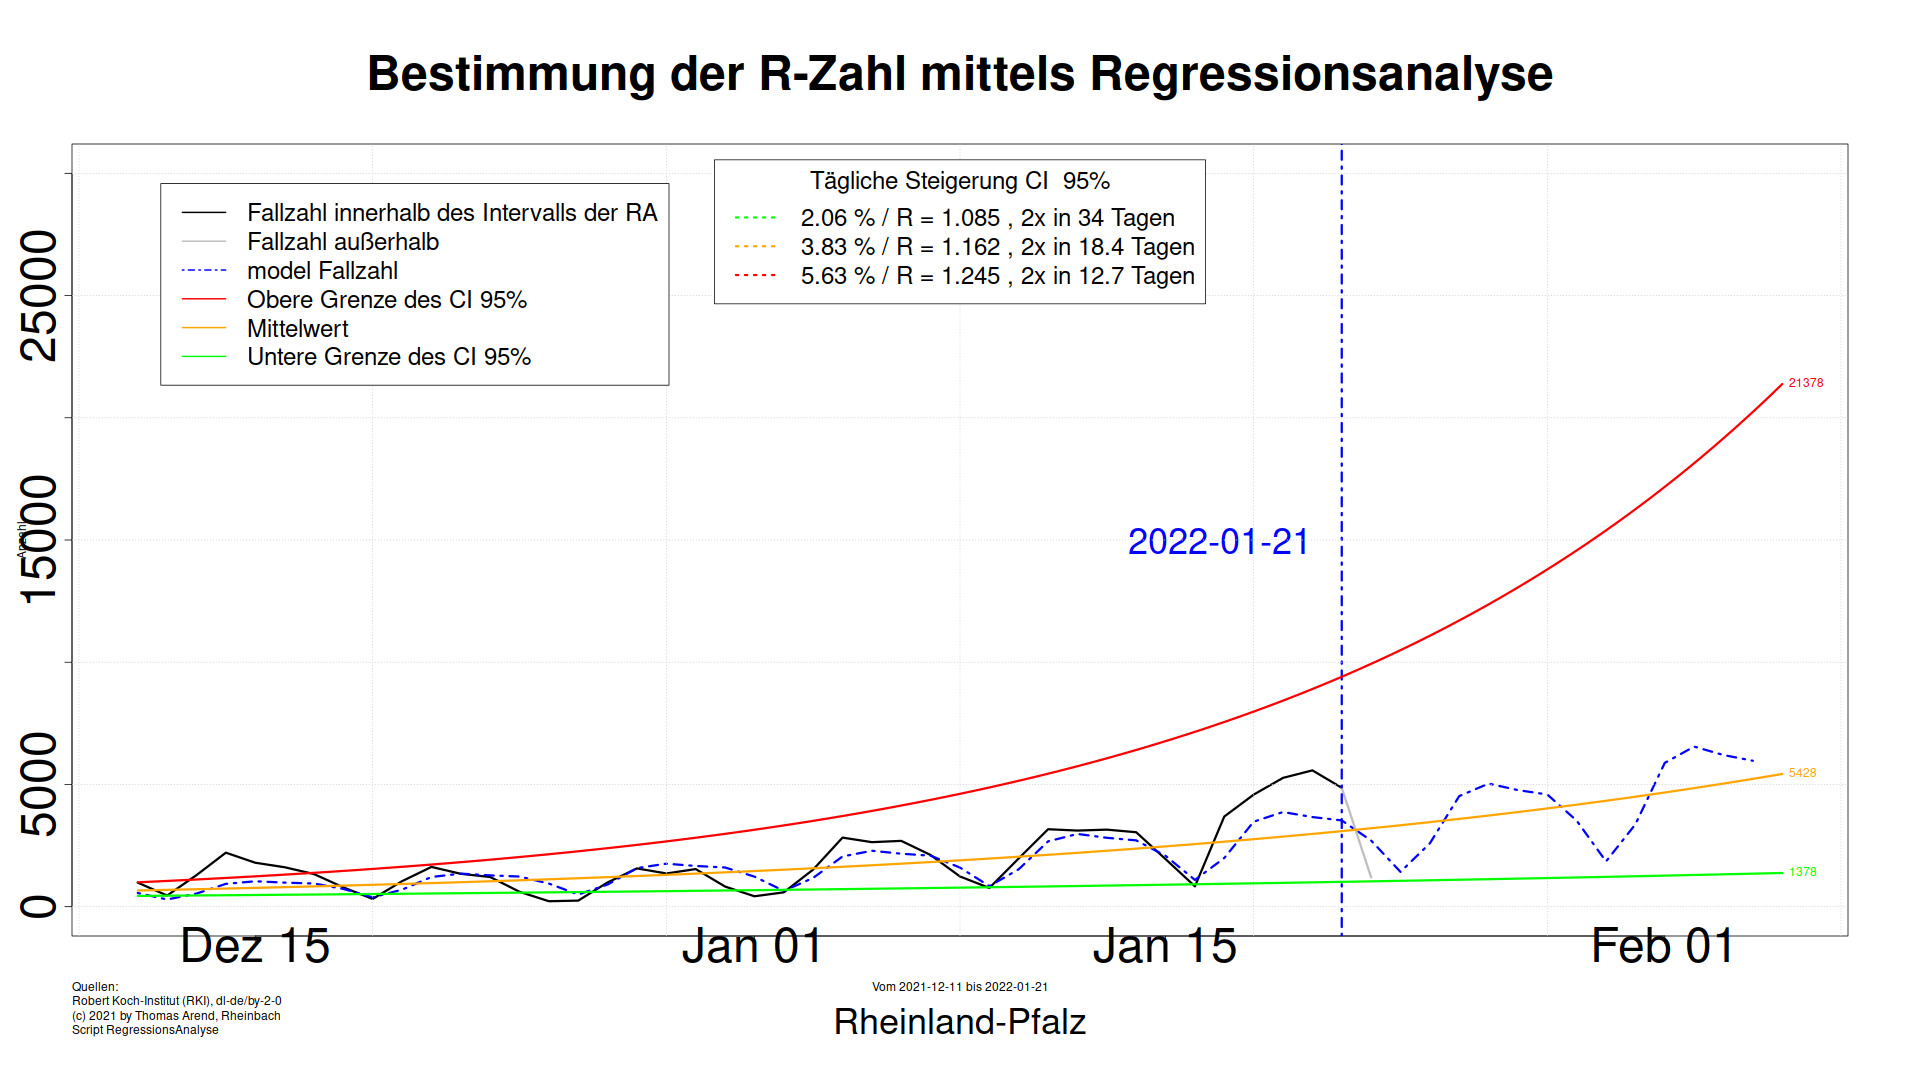 Bestimmung der R-Zahl mittels Regressionsanalyse
Fallzahl innerhalb des Intervalls der RA
Fallzahl außerhalb
model Fallzahl
Obere Grenze des CI 95%
Mittelwert
Untere Grenze des CI 95%
Tägliche Steigerung CI  95%
2.06 % / R = 1.085 , 2x in 34 Tagen
3.83 % / R = 1.162 , 2x in 18.4 Tagen
5.63 % / R = 1.245 , 2x in 12.7 Tagen
25000
15000
5000
0
Anzahl
2022-01-21
21378
5428
1378
Dez 15
Jan 01
Jan 15
Feb 01
Quellen:
Robert Koch-Institut (RKI), dl-de/by-2-0
(c) 2021 by Thomas Arend, Rheinbach
Script RegressionsAnalyse
Vom 2021-12-11 bis 2022-01-21
Rheinland-Pfalz